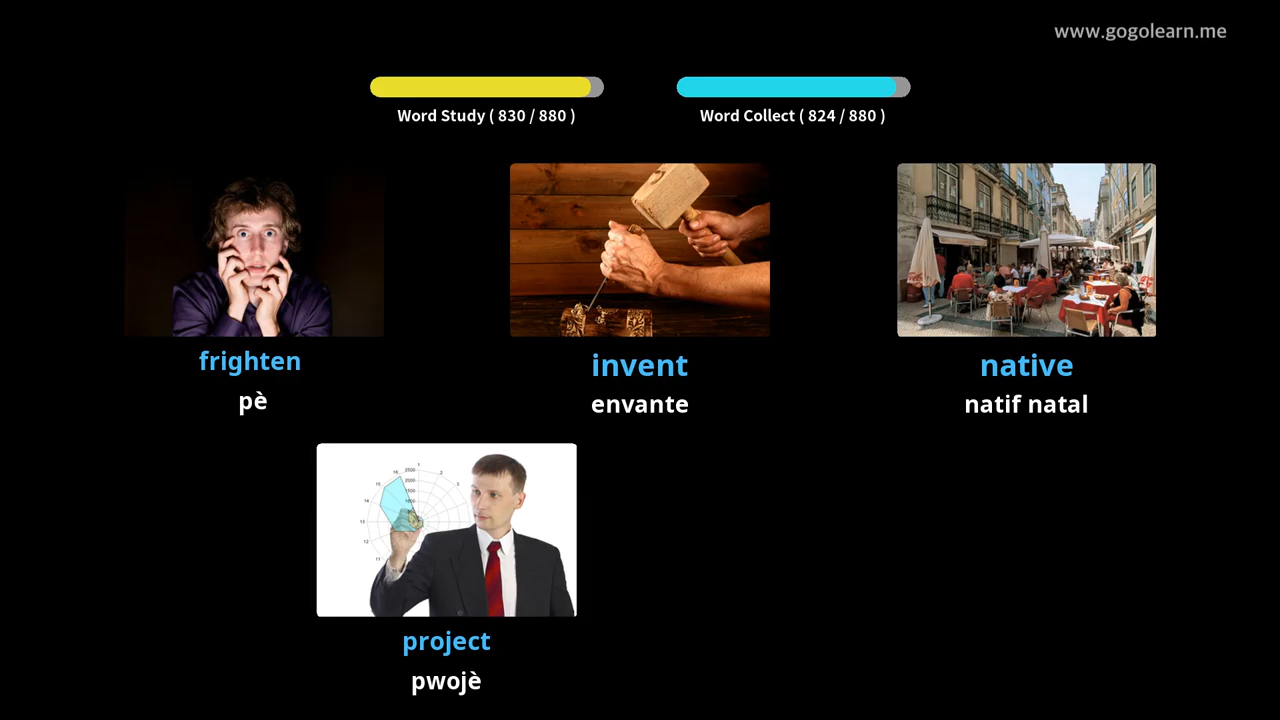 www.gogolearn.me
Word Study ( 830 / 880 )
Word Collect ( 824 / 880 )
frighten
pè
invent
envante
native
natif natal
project
pwojè